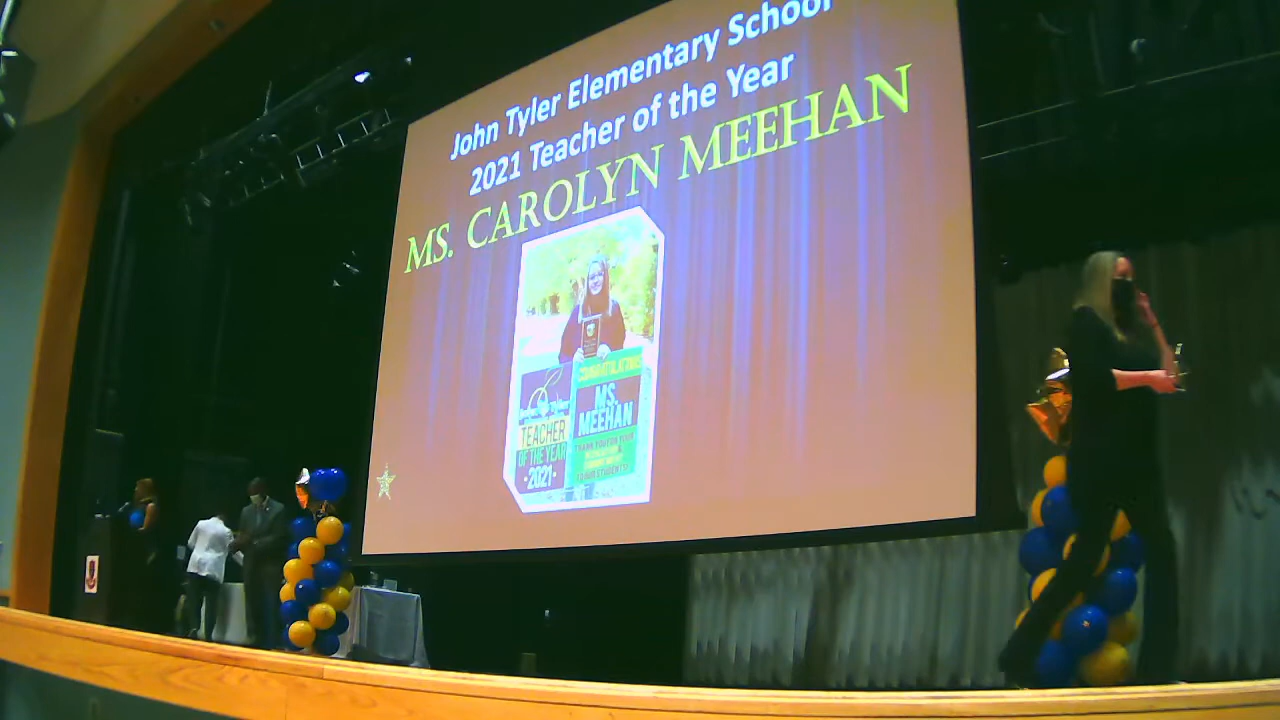 John Tyler Elementary School
2021 Teacher of the Year
MS. CAROLYN MEEHAN
CONGRATULATIONS
MS.
MEEHAN
TEACHER
OF THE YEAR
·2021·